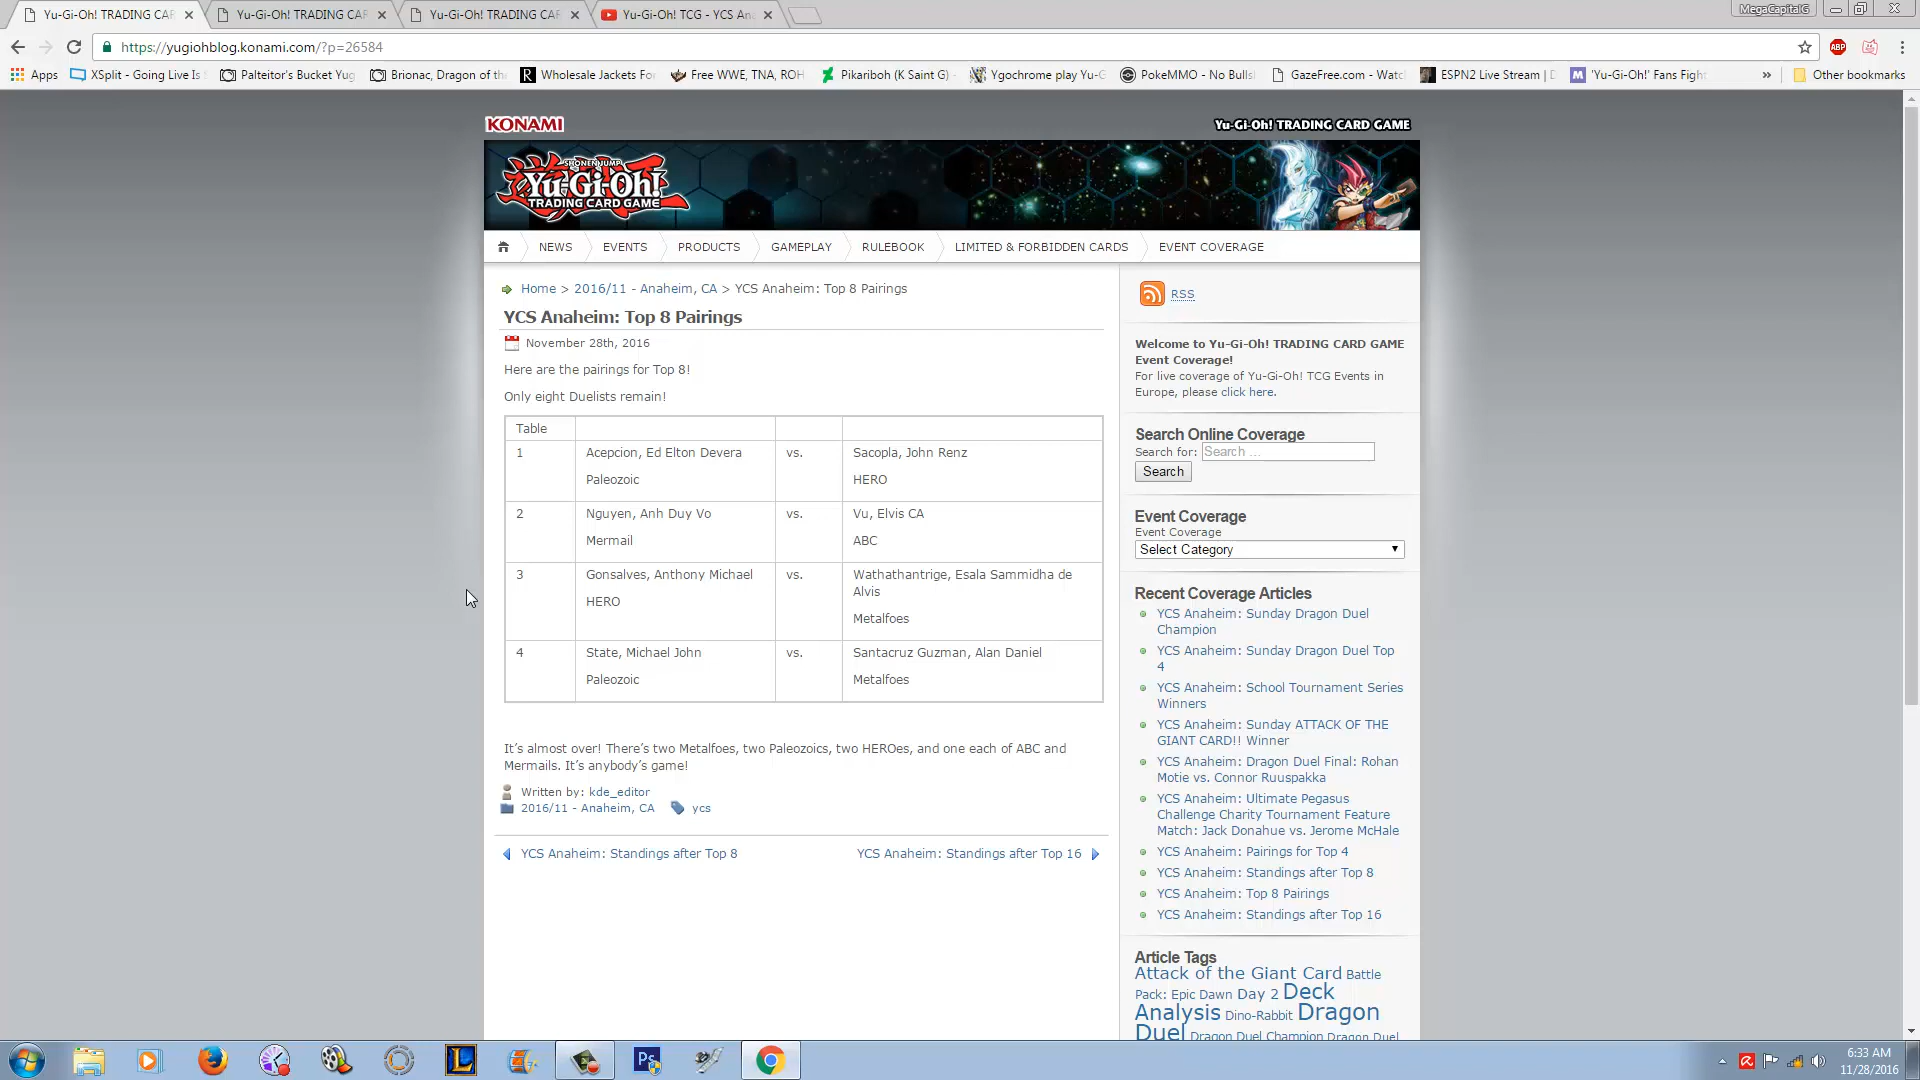 Yu-Gi-Oh! TRADING CAR
Yu-Gi-Oh! TRADING CAR
Yu-Gi-Oh! TRADING CAR
Yu-Gi-Oh! TCG - YCS An
MegaCapitalG
https://yugiohblog.konami.com/?p=26584
Apps
XSplit - Going Live Is
Palteitor's Bucket Yug
Brionac, Dragon of the
Wholesale Jackets For
Free WWE, TNA, ROH
Pikariboh (K Saint G)
Ygochrome play Yu-G
PokeMMO - No Bulls
GazeFree.com - Watc
ESPN2 Live Stream | D
'Yu-Gi-Oh!' Fans Figh
»
Other bookmarks
KONAMI
Yu-Gi-Oh! TRADING CARD GAME
SHONEN JUMP
Yu-Gi-Oh!
TRADING CARD GAME
NEWS
EVENTS
PRODUCTS
GAMEPLAY
RULEBOOK
LIMITED & FORBIDDEN CARDS
EVENT COVERAGE
Home > 2016/11 - Anaheim, CA > YCS Anaheim: Top 8 Pairings
YCS Anaheim: Top 8 Pairings
November 28th, 2016
Here are the pairings for Top 8!
Only eight Duelists remain!
Table
1 Acepcion, Ed Elton Devera vs. Sacopla, John Renz
Paleozoic HERO
2 Nguyen, Anh Duy Vo vs. Vu, Elvis CA
Mermail ABC
3 Gonsalves, Anthony Michael vs. Wathathantrige, Esala Sammidha de
Alvis
HERO
Metalfoes
4 State, Michael John vs. Santacruz Guzman, Alan Daniel
Paleozoic Metalfoes
It's almost over! There's two Metalfoes, two Paleozoics, two HEROes, and one each of ABC and
Mermails. It's anybody's game!
Written by: kde_editor
2016/11 - Anaheim, CA ycs
YCS Anaheim: Standings after Top 8
YCS Anaheim: Standings after Top 16
RSS
Welcome to Yu-Gi-Oh! TRADING CARD GAME
Event Coverage!
For live coverage of Yu-Gi-Oh! TCG Events in
Europe, please click here.
Search Online Coverage
Search for: Search ...
Search
Event Coverage
Event Coverage
Select Category
Recent Coverage Articles
YCS Anaheim: Sunday Dragon Duel
Champion
YCS Anaheim: Sunday Dragon Duel Top
4
YCS Anaheim: School Tournament Series
Winners
YCS Anaheim: Sunday ATTACK OF THE
GIANT CARD!! Winner
YCS Anaheim: Dragon Duel Final: Rohan
Motie vs. Connor Ruuspakka
YCS Anaheim: Ultimate Pegasus
Challenge Charity Tournament Feature
Match: Jack Donahue vs. Jerome McHale
YCS Anaheim: Pairings for Top 4
YCS Anaheim: Standings after Top 8
YCS Anaheim: Top 8 Pairings
YCS Anaheim: Standings after Top 16
Article Tags
Attack of the Giant Card Battle
Pack: Epic Dawn Day 2 Deck
Analysis Dino-Rabbit Dragon
Duel Dragon Duel Champion Dragon Duel
6:33 AM
11/28/2016